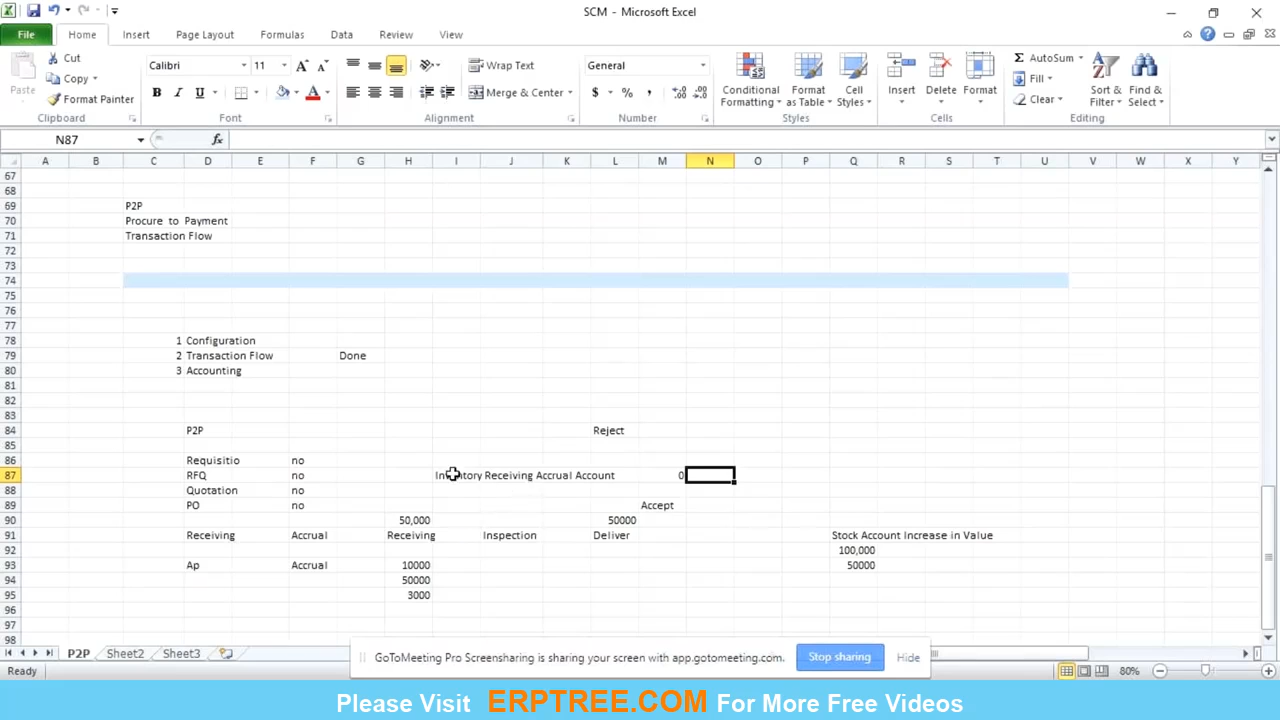 SCM - Microsoft Excel
File Home Insert Page Layout Formulas Data Review View
Paste
Cut
Copy
Format Painter
Clipboard
Calibri 11
B I U
Font
Wrap Text
Merge & Center
Alignment
General
$ % ,
Number
Conditional Formatting
Format as Table
Cell Styles
Styles
Insert Delete Format
Cells
Σ AutoSum
Fill
Clear
Sort & Filter
Find & Select
Editing
N87 fx
A B C D E F G H I J K L M N O P Q R S T U V W X Y
67
68
69 P2P
70 Procure to Payment
71 Transaction Flow
72
73
74
75
76
77
78 1 Configuration
79 2 Transaction Flow Done
80 3 Accounting
81
82
83
84 P2P Reject
85
86 Requisitio no
87 RFQ no Inventory Receiving Accrual Account 0
88 Quotation no
89 PO no Accept
90 50,000 50000
91 Receiving Accrual Receiving Inspection Deliver Stock Account Increase in Value
92 100,000
93 Ap Accrual 10000 50000
94 50000
95 3000
96
97
98
P2P Sheet2 Sheet3
GoToMeeting Pro Screensharing is sharing your screen with app.gotomeeting.com. Stop sharing Hide
Ready 80%
Please Visit ERPTREE.COM For More Free Videos